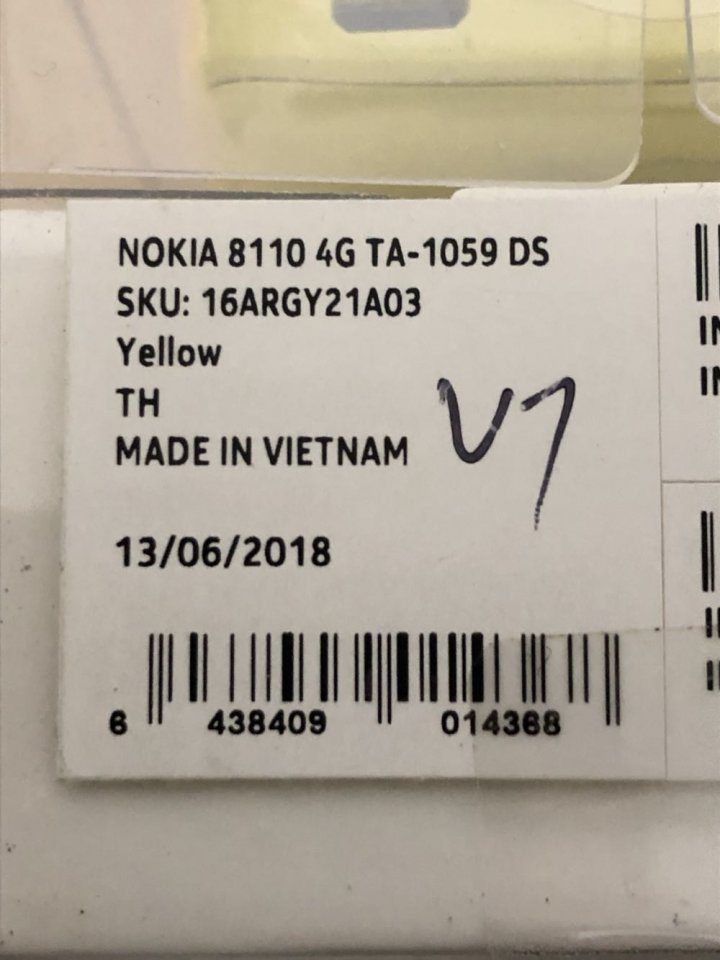 NOKIA 8110 4G TA-1059 DS
SKU: 16ARGY21A03
Yellow
TH
MADE IN VIETNAM
V7
13/06/2018
6 438409 014368